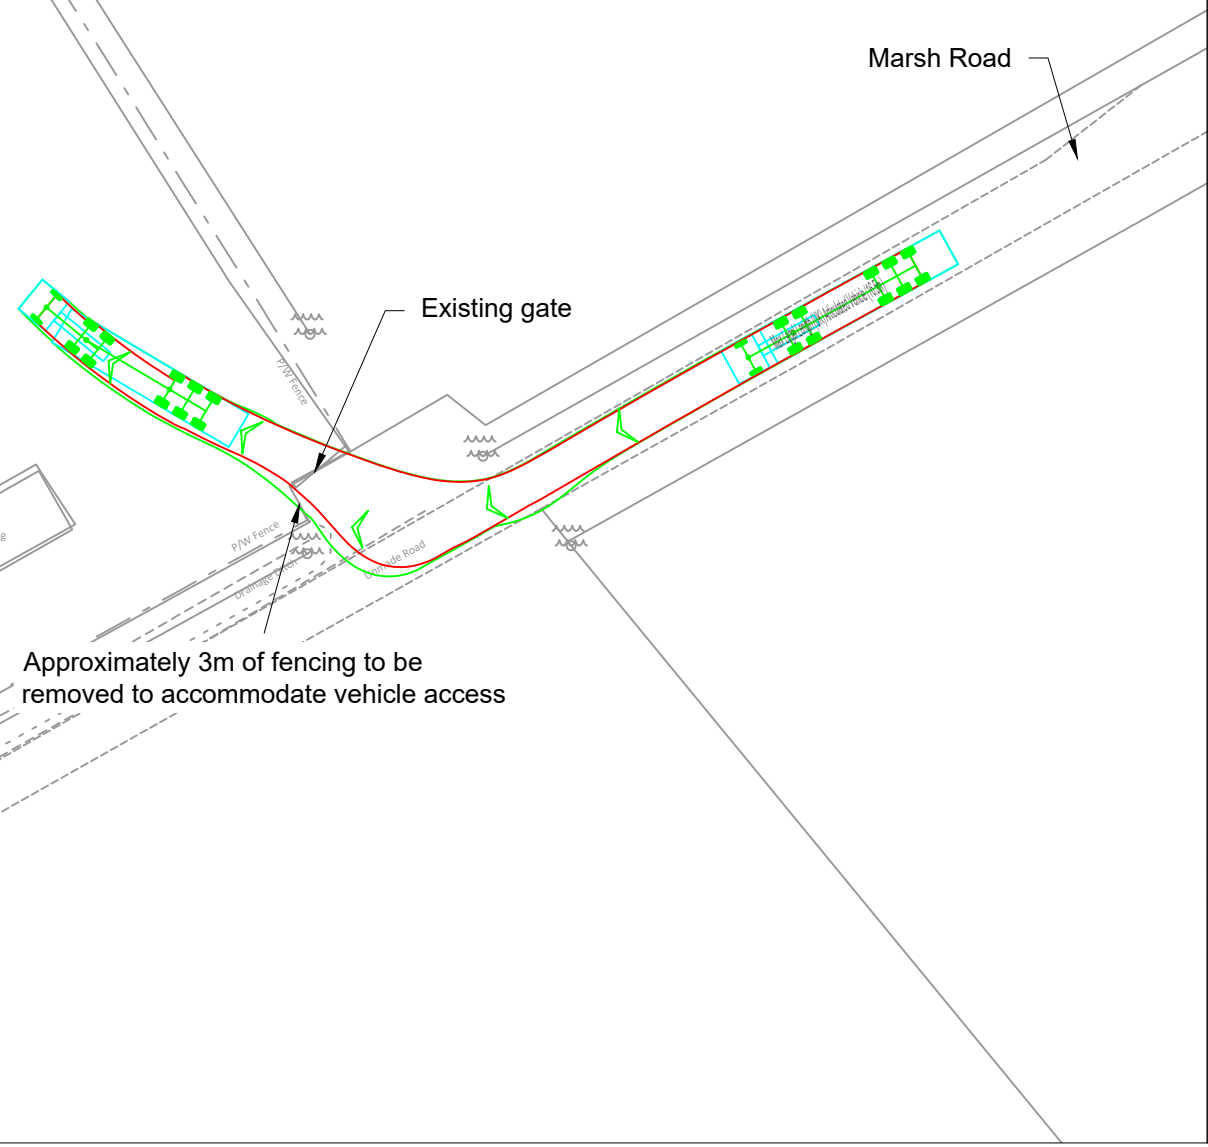 Marsh Road
Existing gate
P/W Fence
g
P/W Fence
Unmade Road
Drainage Ditch
Approximately 3m of fencing to be
removed to accommodate vehicle access